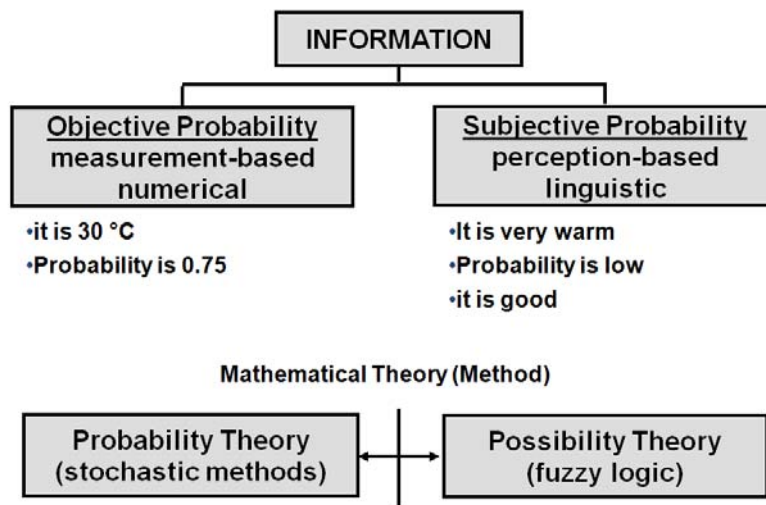 INFORMATION
Objective Probability
measurement-based
numerical
Subjective Probability
perception-based
linguistic
•it is 30 °C
•Probability is 0.75
•It is very warm
•Probability is low
•it is good
Mathematical Theory (Method)
Probability Theory
(stochastic methods)
Possibility Theory
(fuzzy logic)